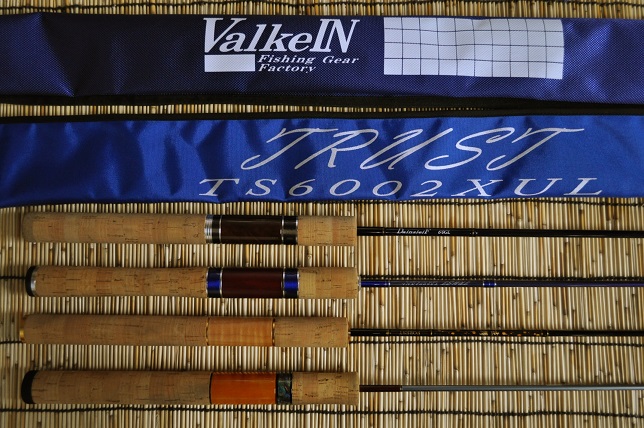 ValkeIN
Fishing Gear
Factory
TRUST
TS6002XUL